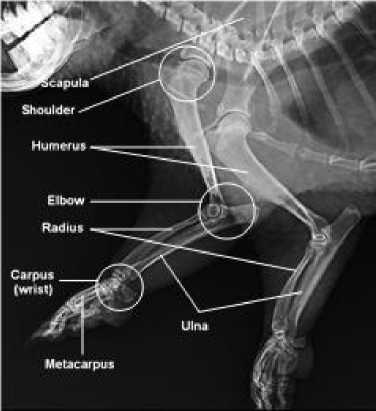 Scapula
Shoulder
Humerus
Elbow
Radius
Carpus
(wrist)
Ulna
Metacarpus